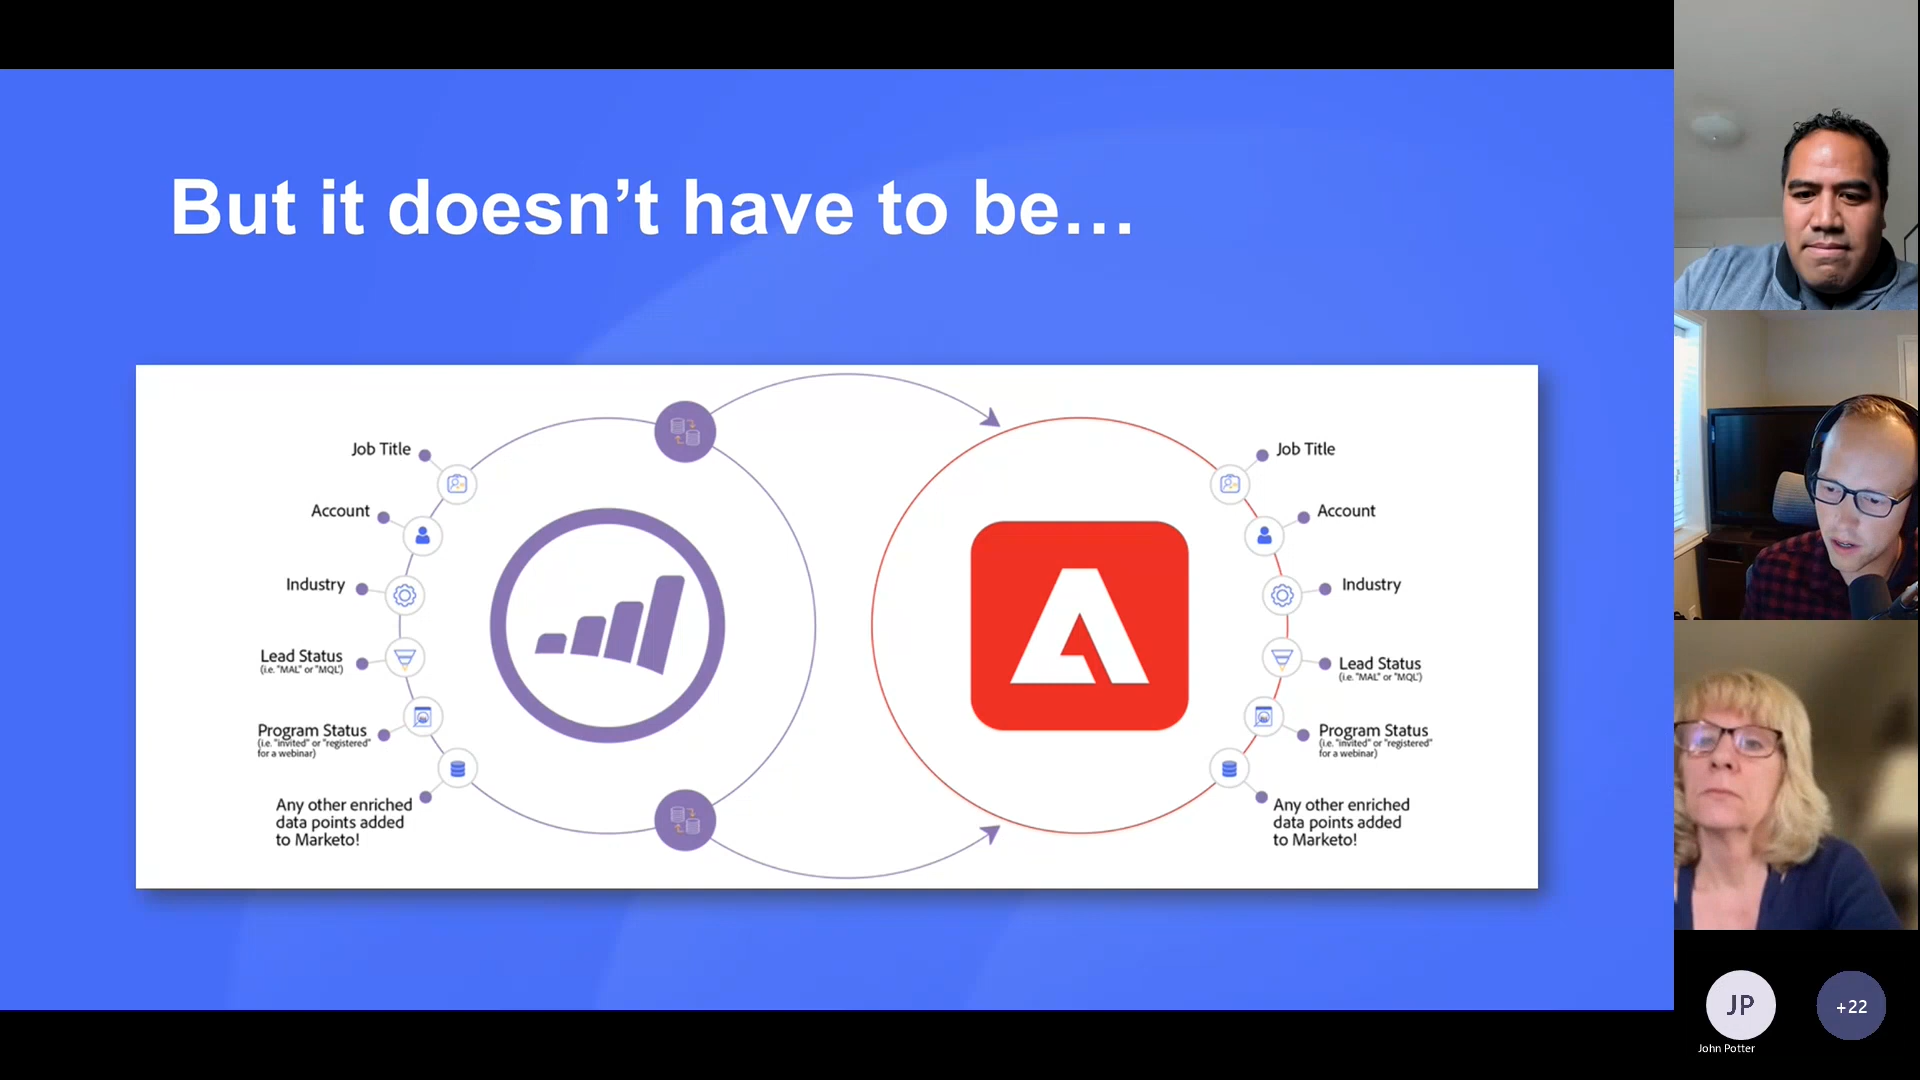 But it doesn’t have to be…
Job Title
Account
Industry
Lead Status
(i.e. "MAL" or "MQL')
Program Status
(i.e. "invited" or "registered"
for a webinar)
Any other enriched
data points added
to Marketo!
Job Title
Account
Industry
Lead Status
(i.e. "MAL" or "MQL')
Program Status
(i.e. "invited" or "registered"
for a webinar)
Any other enriched
data points added
to Marketo!
JP
+22
John Potter